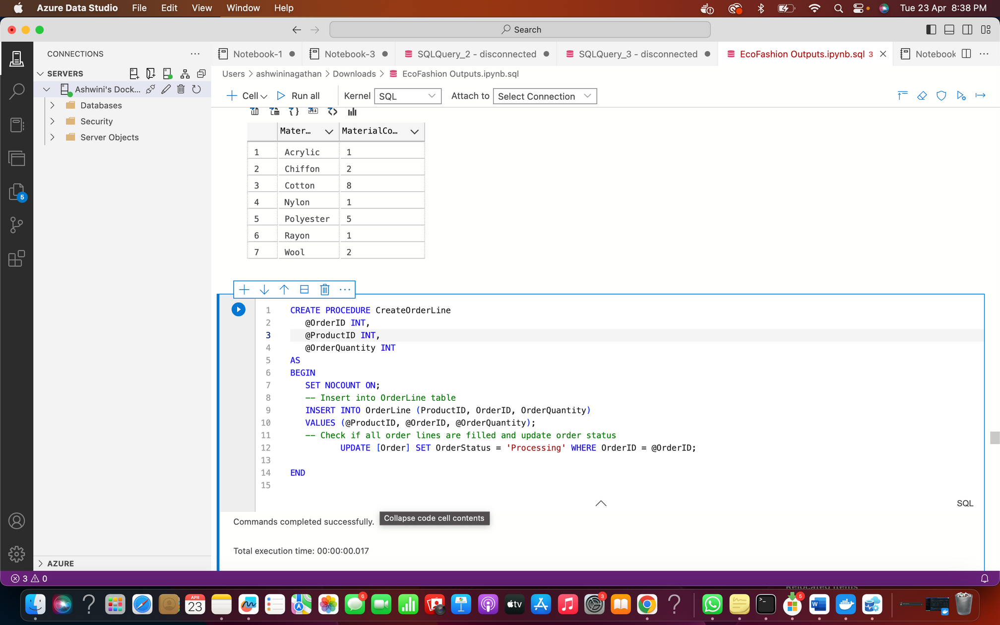 Azure Data Studio File Edit View Window Help Tue 23 Apr 8:38 PM
Search
CONNECTIONS
Notebook-1
Notebook-3
SQLQuery_2 - disconnected
SQLQuery_3 - disconnected
EcoFashion Outputs.ipynb.sql 3
Notebook
SERVERS
Users > ashwininagathan > Downloads > EcoFashion Outputs.ipynb.sql
Ashwini's Dock...
Cell Run all Kernel SQL Attach to Select Connection
Databases
Security
Server Objects
Mater... MaterialCo...
1 Acrylic 1
2 Chiffon 2
3 Cotton 8
4 Nylon 1
5 Polyester 5
6 Rayon 1
7 Wool 2
5
1 CREATE PROCEDURE CreateOrderLine
2 @OrderID INT,
3 @ProductID INT,
4 @OrderQuantity INT
5 AS
6 BEGIN
7 SET NOCOUNT ON;
8 -- Insert into OrderLine table
9 INSERT INTO OrderLine (ProductID, OrderID, OrderQuantity)
10 VALUES (@ProductID, @OrderID, @OrderQuantity);
11 -- Check if all order lines are filled and update order status
12 UPDATE [Order] SET OrderStatus = 'Processing' WHERE OrderID = @OrderID;
13
14 END
15
SQL
Commands completed successfully.
Collapse code cell contents
Total execution time: 00:00:00.017
AZURE
3 0
APR
23
6
tv
3
5
W